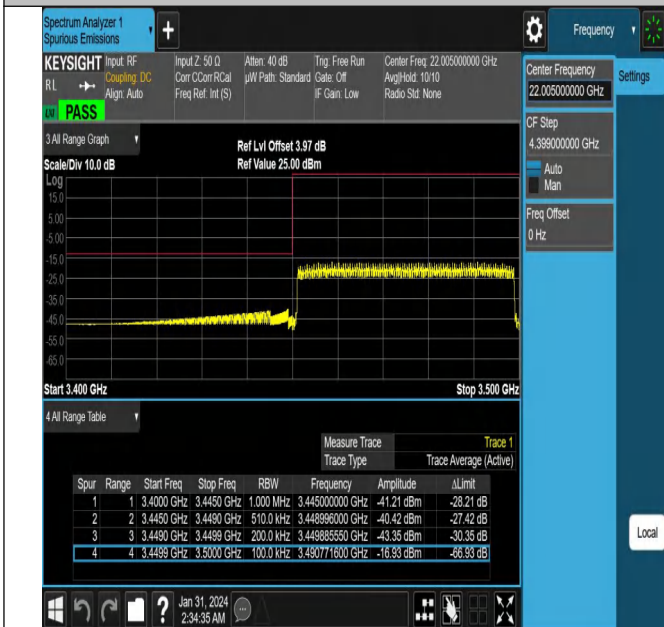 Spectrum Analyzer 1
Spurious Emissions
Frequency
KEYSIGHT
RL
Input: RF
Coupling: DC
Align: Auto
Input Z: 50 Ω
Corr CCorr RCal
Freq Ref: Int (S)
Atten: 40 dB
µW Path: Standard
Trig: Free Run
Gate: Off
IF Gain: Low
Center Freq: 22.005000000 GHz
Avg|Hold: 10/10
Radio Std: None
PASS
Center Frequency
22.005000000 GHz
Settings
CF Step
4.399000000 GHz
Auto
Man
Freq Offset
0 Hz
3 All Range Graph
Scale/Div 10.0 dB
Ref Lvl Offset 3.97 dB
Ref Value 25.00 dBm
Log
15.0
5.00
-5.00
-15.0
-25.0
-35.0
-45.0
-55.0
-65.0
Start 3.400 GHz
Stop 3.500 GHz
4 All Range Table
Measure Trace Trace 1
Trace Type Trace Average (Active)
Spur Range Start Freq Stop Freq RBW Frequency Amplitude ΔLimit
1 1 3.4000 GHz 3.4450 GHz 1.000 MHz 3.445000000 GHz -41.21 dBm -28.21 dB
2 2 3.4450 GHz 3.4490 GHz 510.0 kHz 3.448996000 GHz -40.42 dBm -27.42 dB
3 3 3.4490 GHz 3.4499 GHz 200.0 kHz 3.449885550 GHz -43.35 dBm -30.35 dB
4 4 3.4499 GHz 3.5000 GHz 100.0 kHz 3.490771600 GHz -16.93 dBm -66.93 dB
Local
?
Jan 31, 2024
2:34:35 AM